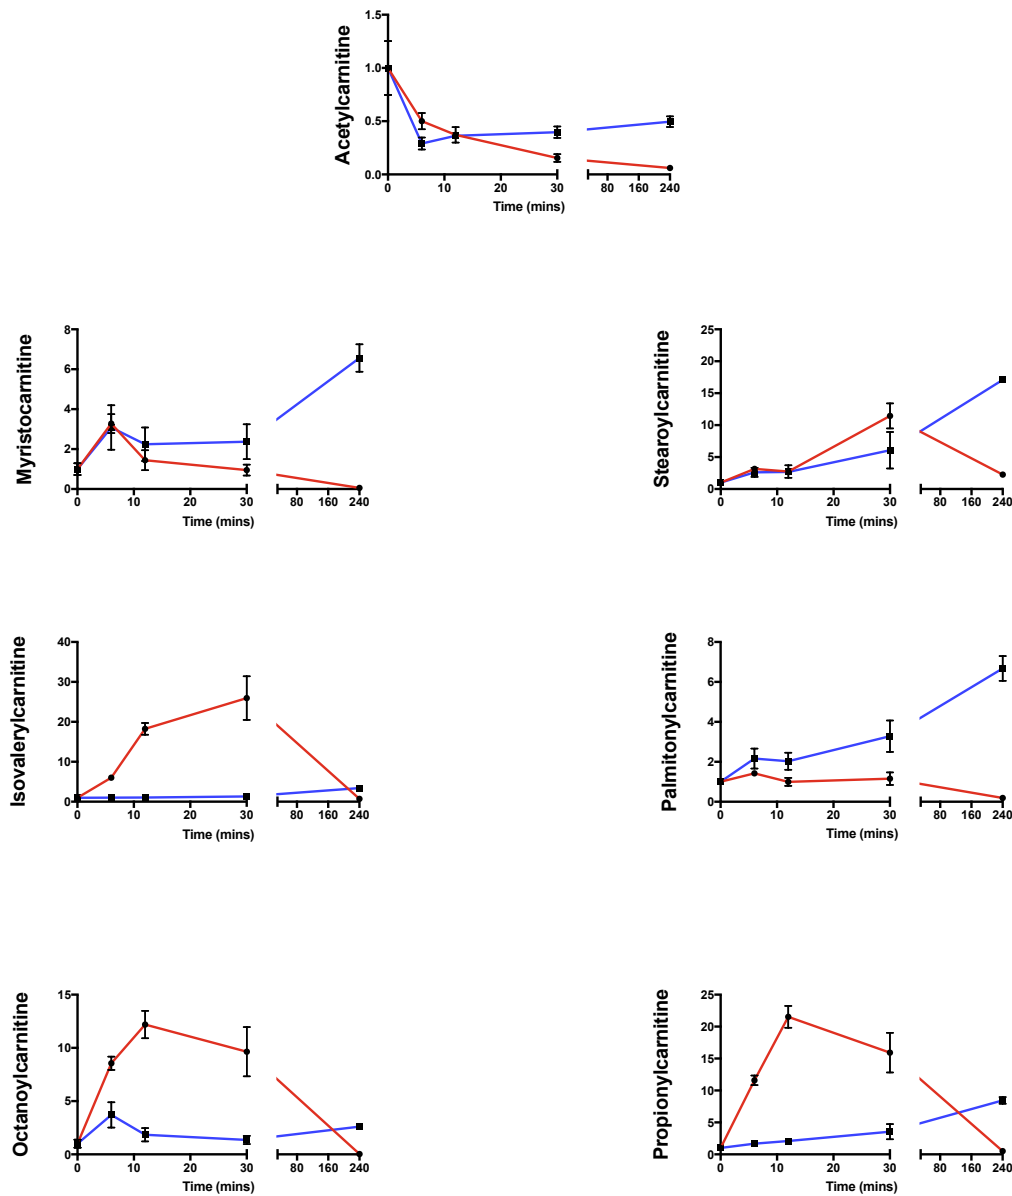 Acetylcarnitine
1.5
1.0
0.5
0.0
0 10 20 30 80 160 240
Time (mins)
Myristocarnitine
8
6
4
2
0
0 10 20 30 80 160 240
Time (mins)
Stearoylcarnitine
25
20
15
10
5
0
0 10 20 30 80 160 240
Time (mins)
Isovalerylcarnitine
40
30
20
10
0
0 10 20 30 80 160 240
Time (mins)
Palmitonylcarnitine
8
6
4
2
0
0 10 20 30 80 160 240
Time (mins)
Octanoylcarnitine
15
10
5
0
0 10 20 30 80 160 240
Time (mins)
Propionylcarnitine
25
20
15
10
5
0
0 10 20 30 80 160 240
Time (mins)